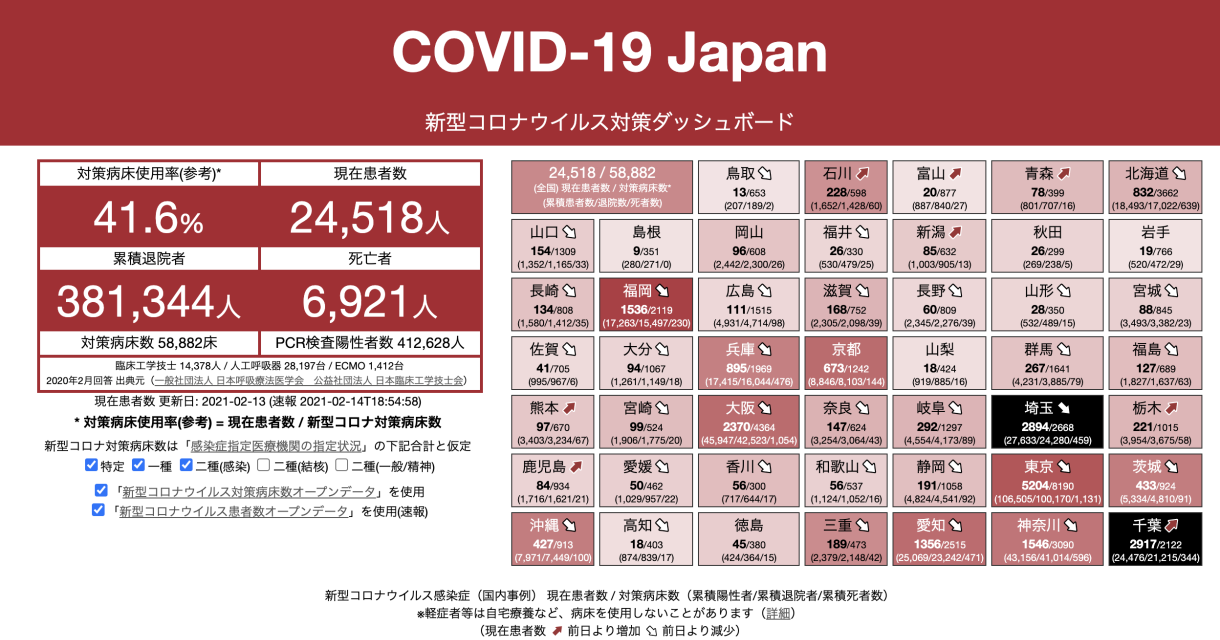 COVID-19 Japan
新型コロナウイルス対策ダッシュボード
対策病床使用率(参考)* 現在患者数
41.6% 24,518人
累積退院者 死亡者
381,344人 6,921人
対策病床数 58,882床 PCR検査陽性者数 412,628人
臨床工学技士 14,378人 / 人工呼吸器 28,197台 / ECMO 1,412台
2020年2月回答 出典元（一般社団法人 日本呼吸療法医学会　公益社団法人 日本臨床工学技士会）
現在患者数 更新日: 2021-02-13 (速報 2021-02-14T18:54:58)
* 対策病床使用率(参考) = 現在患者数 / 新型コロナ対策病床数
新型コロナ対策病床数は「感染症指定医療機関の指定状況」の下記合計と仮定
特定 一種 二種(感染) 二種(結核) 二種(一般/精神)
「新型コロナウイルス対策病床数オープンデータ」を使用
「新型コロナウイルス患者数オープンデータ」を使用(速報)
24,518 / 58,882
(全国) 現在患者数 / 対策病床数*
(累積患者数/退院数/死者数)
鳥取 石川 富山 青森 北海道
13/653 228/598 20/877 78/399 832/3662
(207/189/2) (1,652/1,428/60) (887/840/27) (801/707/16) (18,493/17,022/639)
山口 島根 岡山 福井 新潟 秋田 岩手
154/1309 9/351 96/608 26/330 85/632 26/299 19/766
(1,352/1,165/33) (280/271/0) (2,442/2,300/26) (530/479/25) (1,003/905/13) (269/238/5) (520/472/29)
長崎 福岡 広島 滋賀 長野 山形 宮城
134/808 1536/2119 111/1515 168/752 60/809 28/350 88/845
(1,580/1,412/35) (17,263/15,497/230) (4,931/4,714/98) (2,305/2,098/39) (2,345/2,276/39) (532/489/15) (3,493/3,382/23)
佐賀 大分 兵庫 京都 山梨 群馬 福島
41/705 94/1067 895/1969 673/1242 18/424 267/1641 127/689
(995/967/6) (1,261/1,149/18) (17,415/16,044/476) (8,846/8,103/144) (919/885/16) (4,231/3,885/79) (1,827/1,637/63)
熊本 宮崎 大阪 奈良 岐阜 埼玉 栃木
97/670 99/524 2370/4364 147/624 292/1297 2894/2668 221/1015
(3,403/3,234/67) (1,906/1,775/20) (45,947/42,523/1,054) (3,254/3,064/43) (4,554/4,173/89) (27,633/24,280/459) (3,954/3,675/58)
鹿児島 愛媛 香川 和歌山 静岡 東京 茨城
84/934 50/462 56/300 56/537 191/1058 5204/8190 433/924
(1,716/1,621/21) (1,029/957/22) (717/644/17) (1,124/1,052/16) (4,824/4,541/92) (106,505/100,170/1,131) (5,334/4,810/91)
沖縄 高知 徳島 三重 愛知 神奈川 千葉
427/913 18/403 45/380 189/473 1356/2515 1546/3090 2917/2122
(7,971/7,449/100) (874/839/17) (424/364/15) (2,379/2,148/42) (25,069/23,242/471) (43,156/41,014/596) (24,476/21,215/344)
新型コロナウイルス感染症（国内事例） 現在患者数 / 対策病床数（累積陽性者/累積退院者/累積死者数）
※軽症者等は自宅療養など、病床を使用しないことがあります（詳細）
（現在患者数 前日より増加 前日より減少）